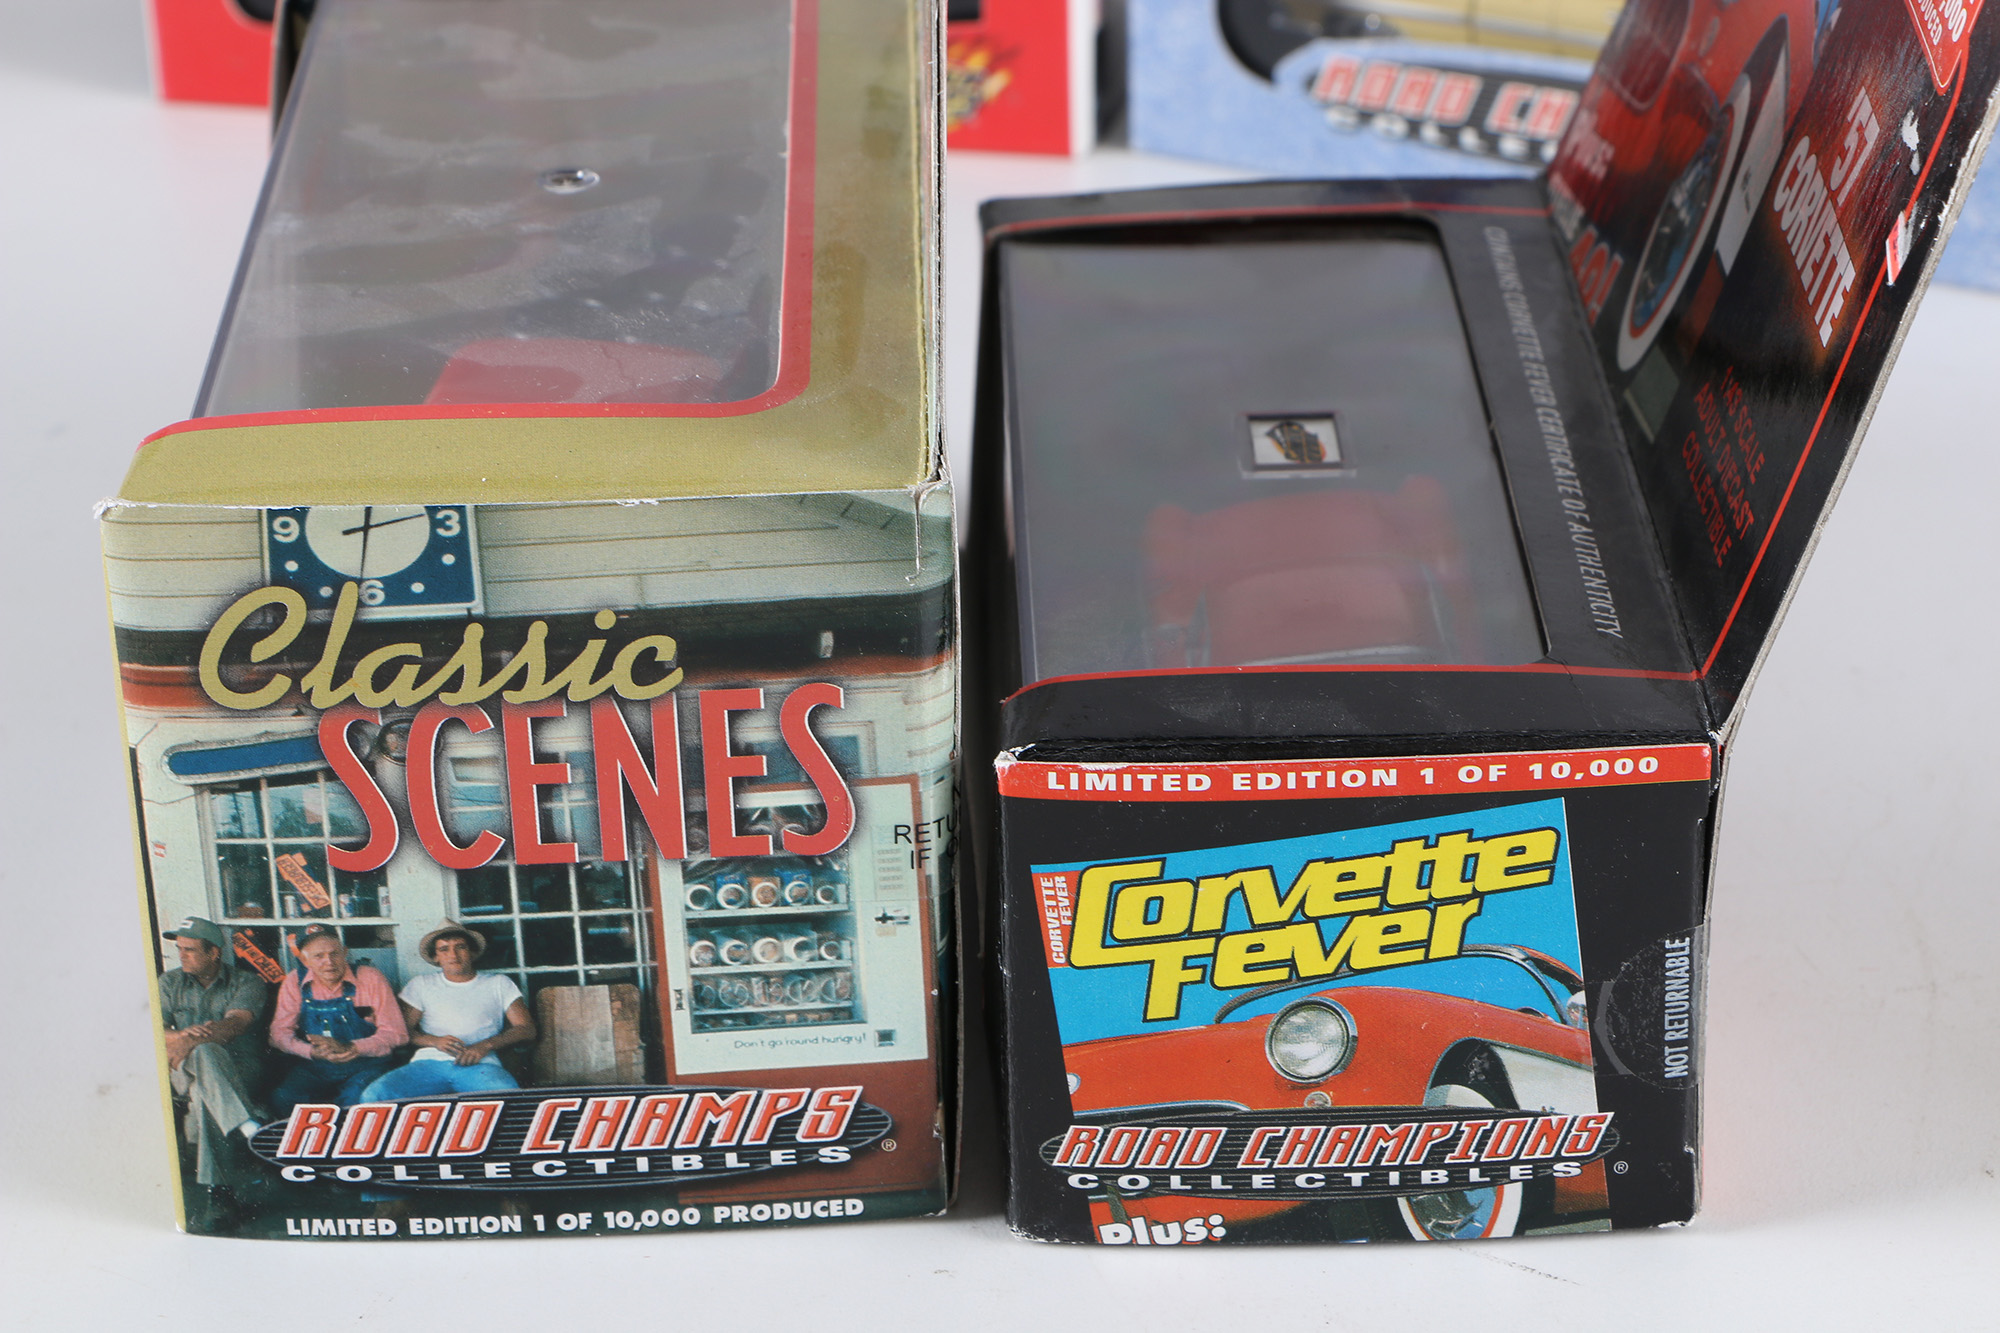 9
3
6
Classic
SCENES
RETU
IF
Don't go 'round hungry!
ROAD CHAMPS
COLLECTIBLES ®
LIMITED EDITION 1 OF 10,000 PRODUCED
ROAD CH
COLLEC
'57
CORVETTE
1:43 SCALE
ADULT DIECAST
COLLECTIBLE
CONTAINS CORVETTE FEVER CERTIFICATE OF AUTHENTICITY
LIMITED EDITION 1 OF 10,000
CORVETTE
FEVER
Corvette
Fever
NOT RETURNABLE
ROAD CHAMPIONS
COLLECTIBLES ®
plus: